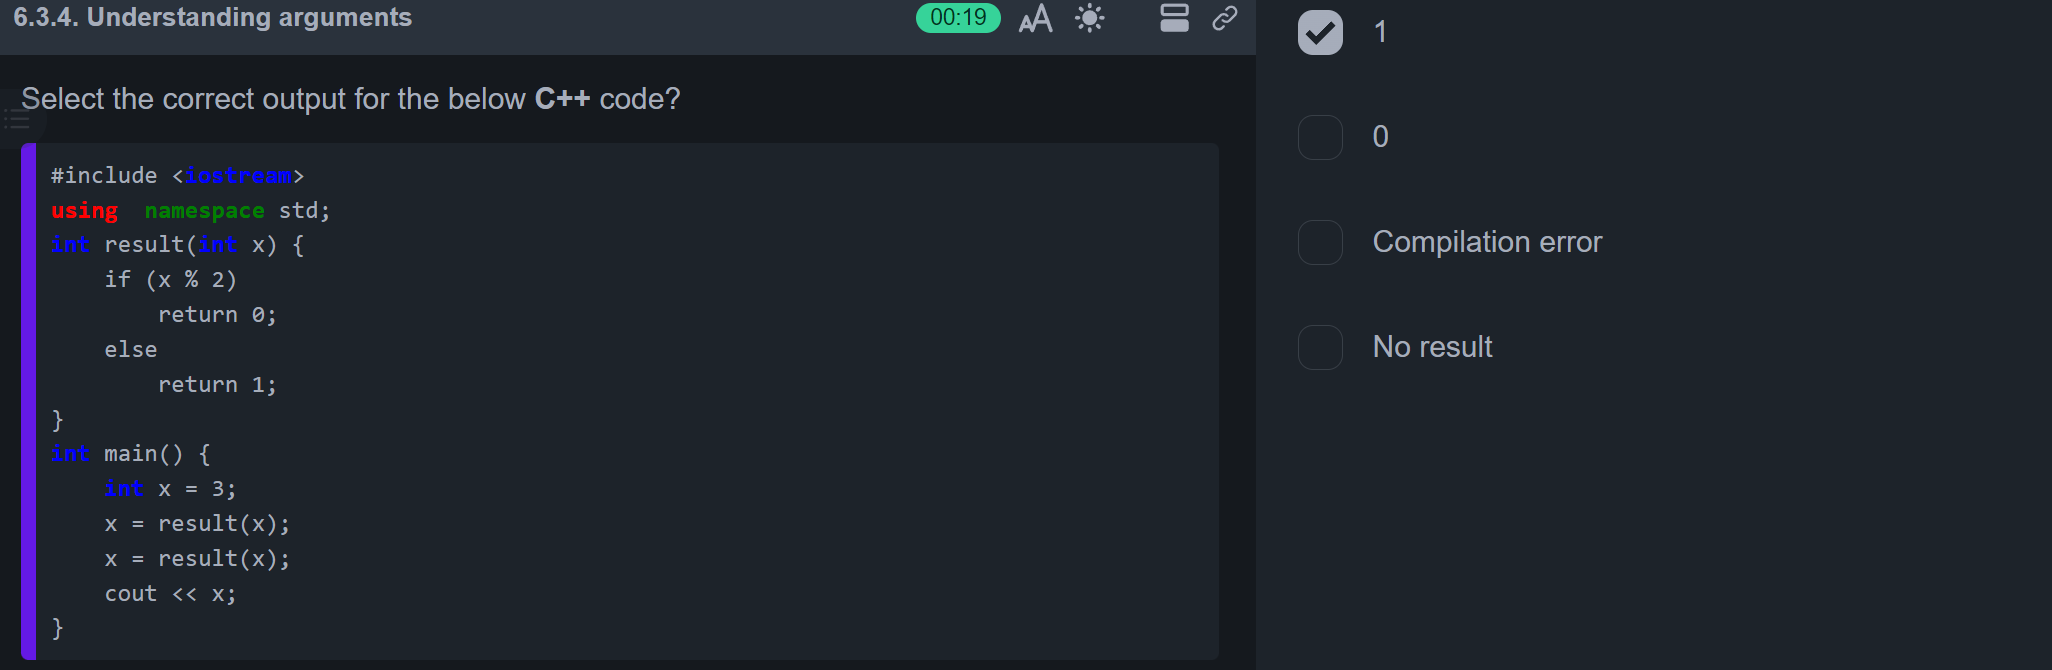 6.3.4. Understanding arguments
00:19
AA
Select the correct output for the below C++ code?
#include <iostream>
using  namespace std;
int result(int x) {
    if (x % 2)
        return 0;
    else
        return 1;
}
int main() {
    int x = 3;
    x = result(x);
    x = result(x);
    cout << x;
}
1
0
Compilation error
No result